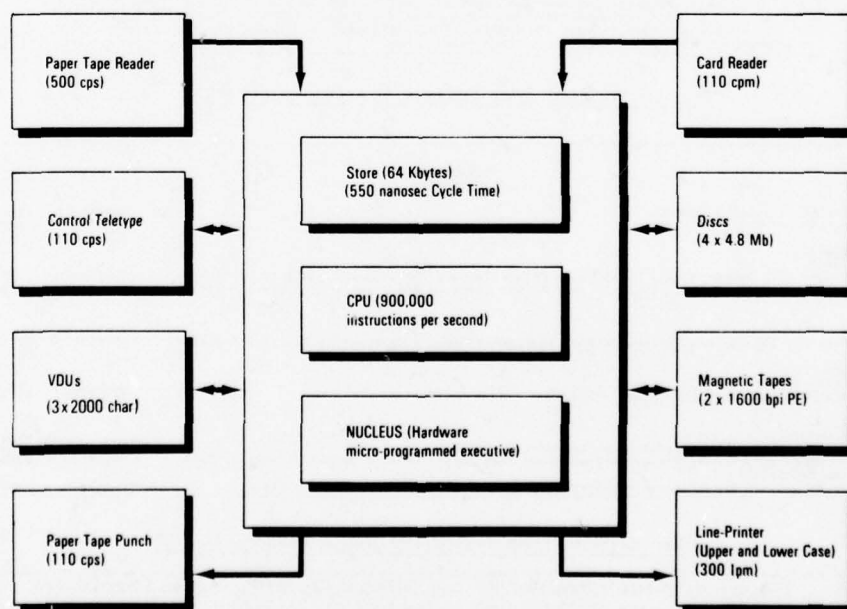 Paper Tape Reader
(500 cps)
Card Reader
(110 cpm)
Store (64 Kbytes)
(550 nanosec Cycle Time)
Control Teletype
(110 cps)
Discs
(4 x 4.8 Mb)
CPU (900,000
instructions per second)
VDUs
(3 x 2000 char)
Magnetic Tapes
(2 x 1600 bpi PE)
NUCLEUS (Hardware
micro-programmed executive)
Paper Tape Punch
(110 cps)
Line-Printer
(Upper and Lower Case)
(300 lpm)